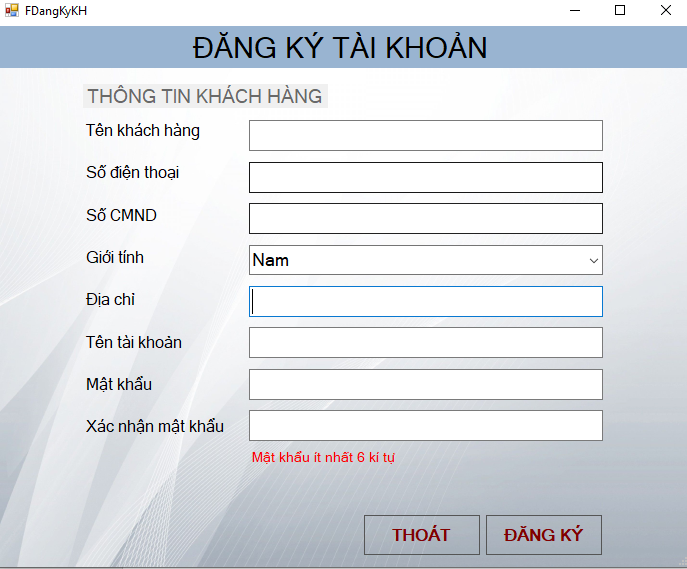 FDangKyKH
ĐĂNG KÝ TÀI KHOẢN
THÔNG TIN KHÁCH HÀNG
Tên khách hàng
Số điện thoại
Số CMND
Giới tính
Nam
Địa chỉ
Tên tài khoản
Mật khẩu
Xác nhận mật khẩu
Mật khẩu ít nhất 6 kí tự
THOÁT
ĐĂNG KÝ